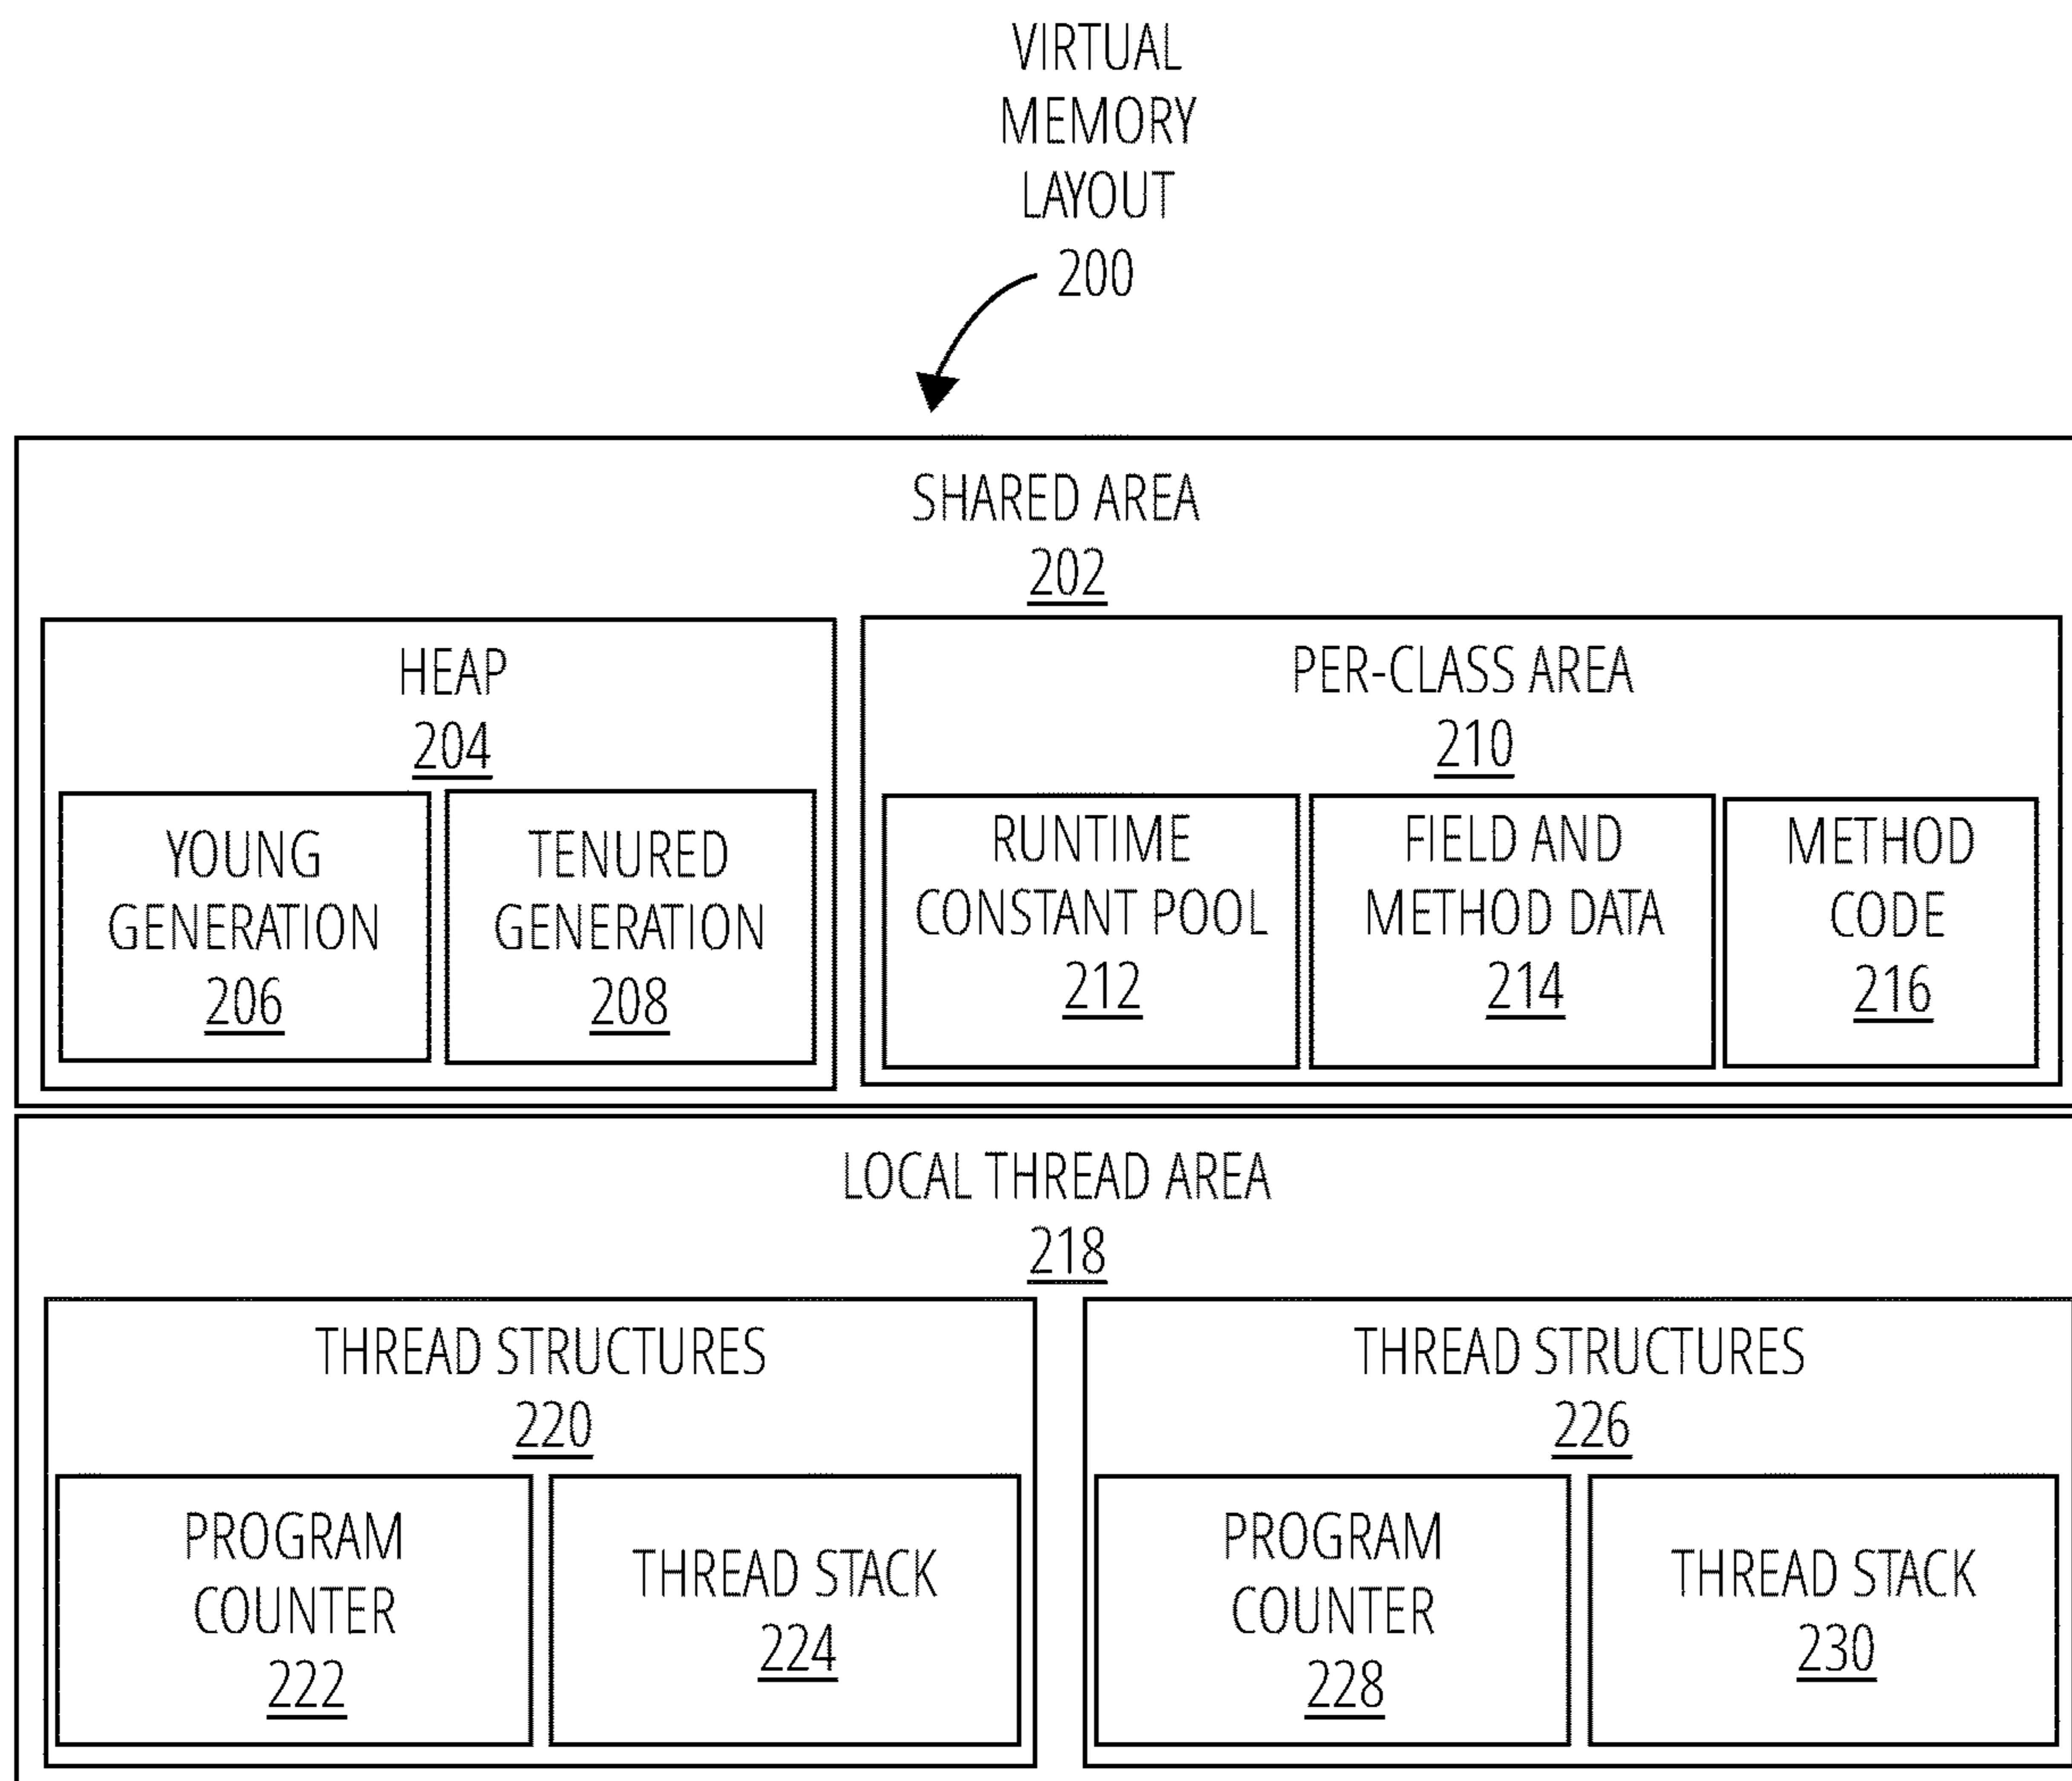 VIRTUAL
MEMORY
LAYOUT
200
SHARED AREA
202
HEAP
204
YOUNG
GENERATION
206
TENURED
GENERATION
208
PER-CLASS AREA
210
RUNTIME
CONSTANT POOL
212
FIELD AND
METHOD DATA
214
METHOD
CODE
216
LOCAL THREAD AREA
218
THREAD STRUCTURES
220
PROGRAM
COUNTER
222
THREAD STACK
224
THREAD STRUCTURES
226
PROGRAM
COUNTER
228
THREAD STACK
230